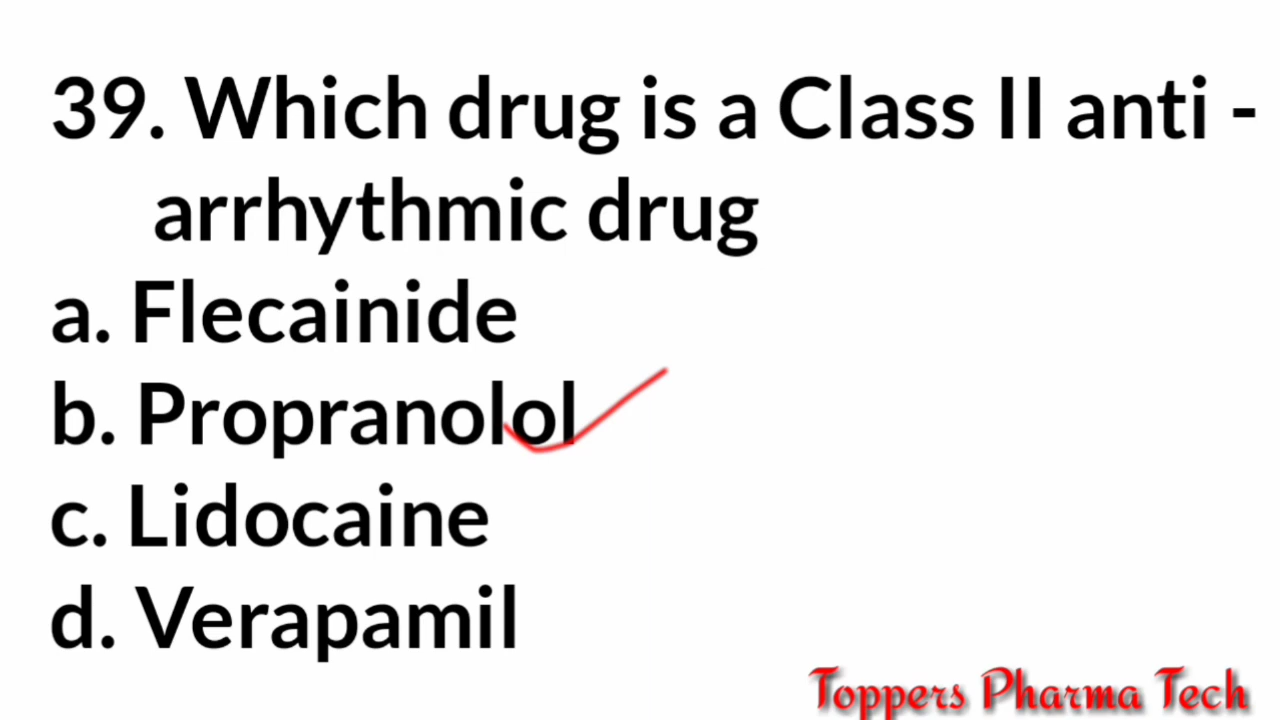 39. Which drug is a Class II anti -
arrhythmic drug
a. Flecainide
b. Propranolol
c. Lidocaine
d. Verapamil
Toppers Pharma Tech